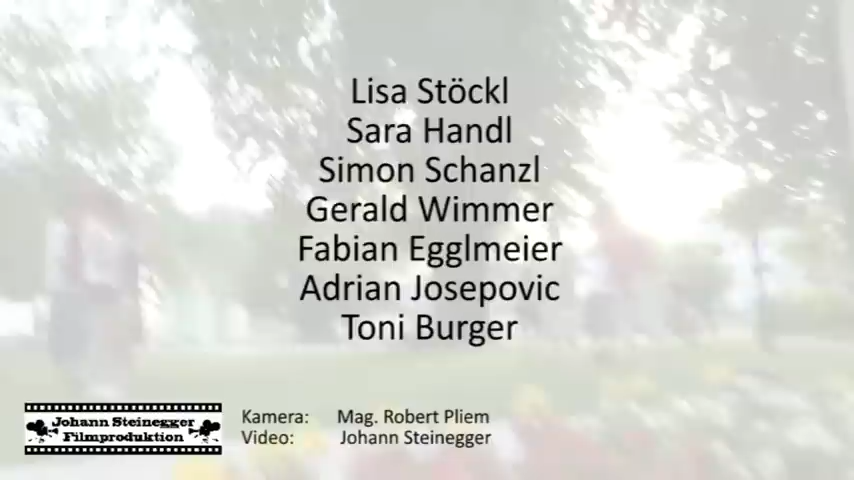 Lisa Stöckl
Sara Handl
Simon Schanzl
Gerald Wimmer
Fabian Egglmeier
Adrian Josepovic
Toni Burger
Johann Steinegger
Filmproduktion
Kamera: Mag. Robert Pliem
Video: Johann Steinegger